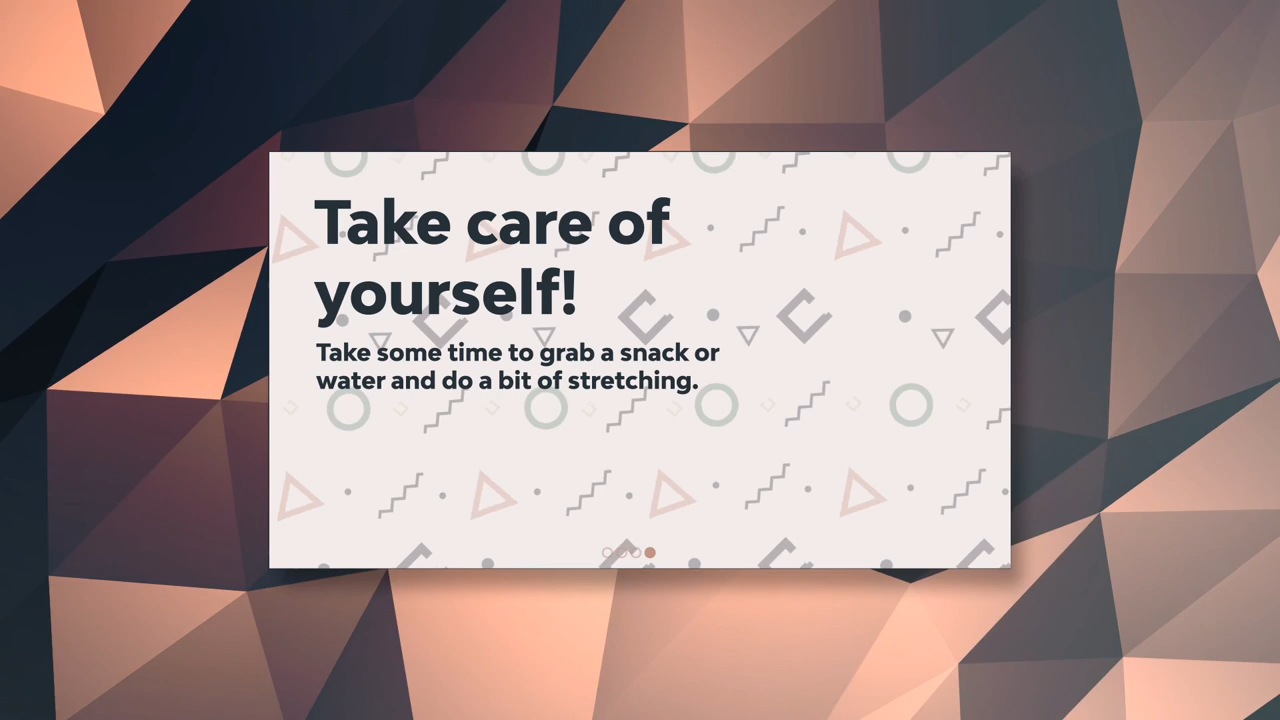 Take care of
yourself!
Take some time to grab a snack or
water and do a bit of stretching.